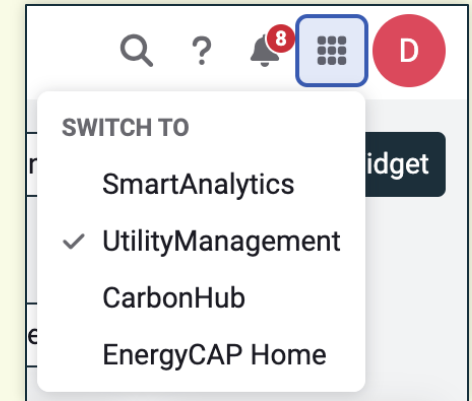 ?
8
D
SWITCH TO
idget
SmartAnalytics
UtilityManagement
CarbonHub
EnergyCAP Home